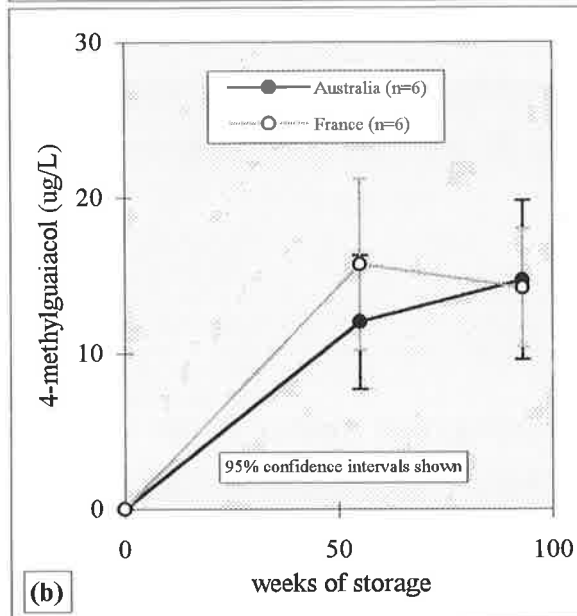 30
Australia (n=6)
France (n=6)
20
4-methylguaiacol (ug/L)
10
95% confidence intervals shown
0
0
50
100
(b)
weeks of storage